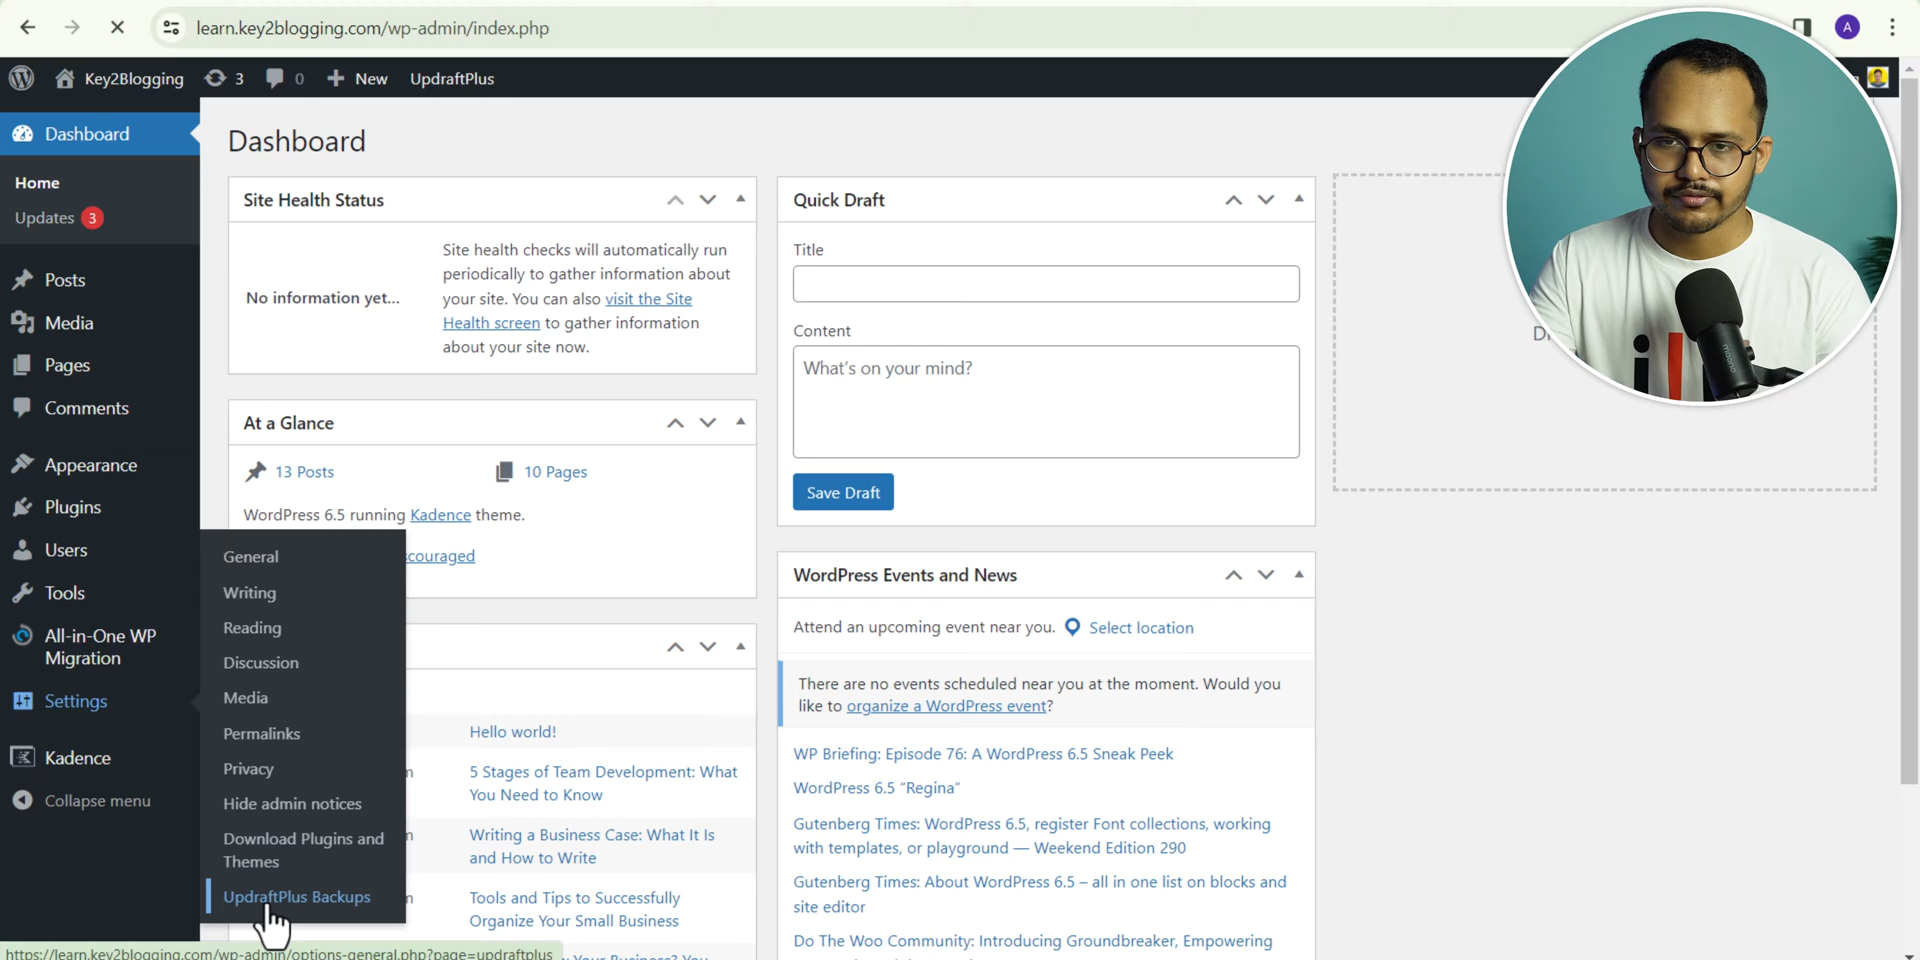 learn.key2blogging.com/wp-admin/index.php
A
Key2Blogging
3
0
New
UpdraftPlus
Dashboard
Home
Updates 3
Posts
Media
Pages
Comments
Appearance
Plugins
Users
Tools
All-in-One WP
Migration
Settings
Kadence
Collapse menu
General
Writing
Reading
Discussion
Media
Permalinks
Privacy
Hide admin notices
Download Plugins and
Themes
UpdraftPlus Backups
Dashboard
Site Health Status
No information yet...
Site health checks will automatically run
periodically to gather information about
your site. You can also visit the Site
Health screen to gather information
about your site now.
At a Glance
13 Posts
10 Pages
WordPress 6.5 running Kadence theme.
couraged
Hello world!
5 Stages of Team Development: What
You Need to Know
Writing a Business Case: What It Is
and How to Write
Tools and Tips to Successfully
Organize Your Small Business
Your Business? You
Quick Draft
Title
Content
What's on your mind?
Save Draft
WordPress Events and News
Attend an upcoming event near you. Select location
There are no events scheduled near you at the moment. Would you
like to organize a WordPress event?
WP Briefing: Episode 76: A WordPress 6.5 Sneak Peek
WordPress 6.5 “Regina”
Gutenberg Times: WordPress 6.5, register Font collections, working
with templates, or playground — Weekend Edition 290
Gutenberg Times: About WordPress 6.5 – all in one list on blocks and
site editor
Do The Woo Community: Introducing Groundbreaker, Empowering
maono
https://learn.key2blogging.com/wp-admin/options-general.php?page=updraftplus